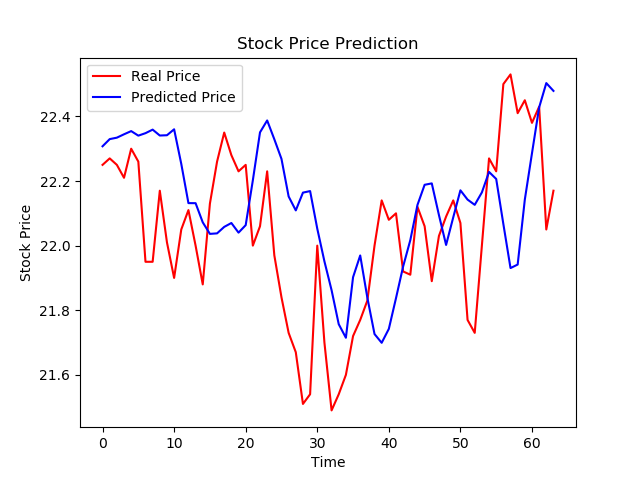 Stock Price Prediction
Real Price
Predicted Price
Stock Price
22.4
22.2
22.0
21.8
21.6
0 10 20 30 40 50 60
Time